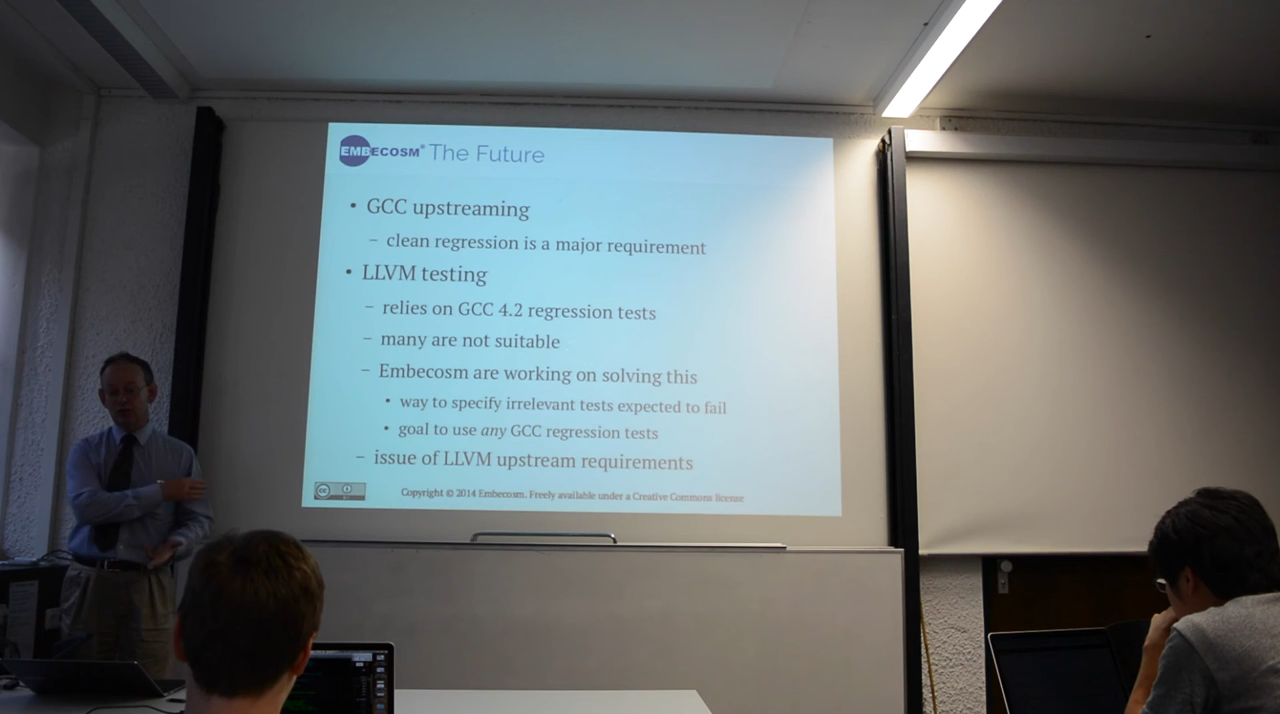 EMBECOSM® The Future
• GCC upstreaming
– clean regression is a major requirement
• LLVM testing
– relies on GCC 4.2 regression tests
– many are not suitable
– Embecosm are working on solving this
• way to specify irrelevant tests expected to fail
• goal to use any GCC regression tests
– issue of LLVM upstream requirements
cc
Copyright © 2014 Embecosm. Freely available under a Creative Commons license